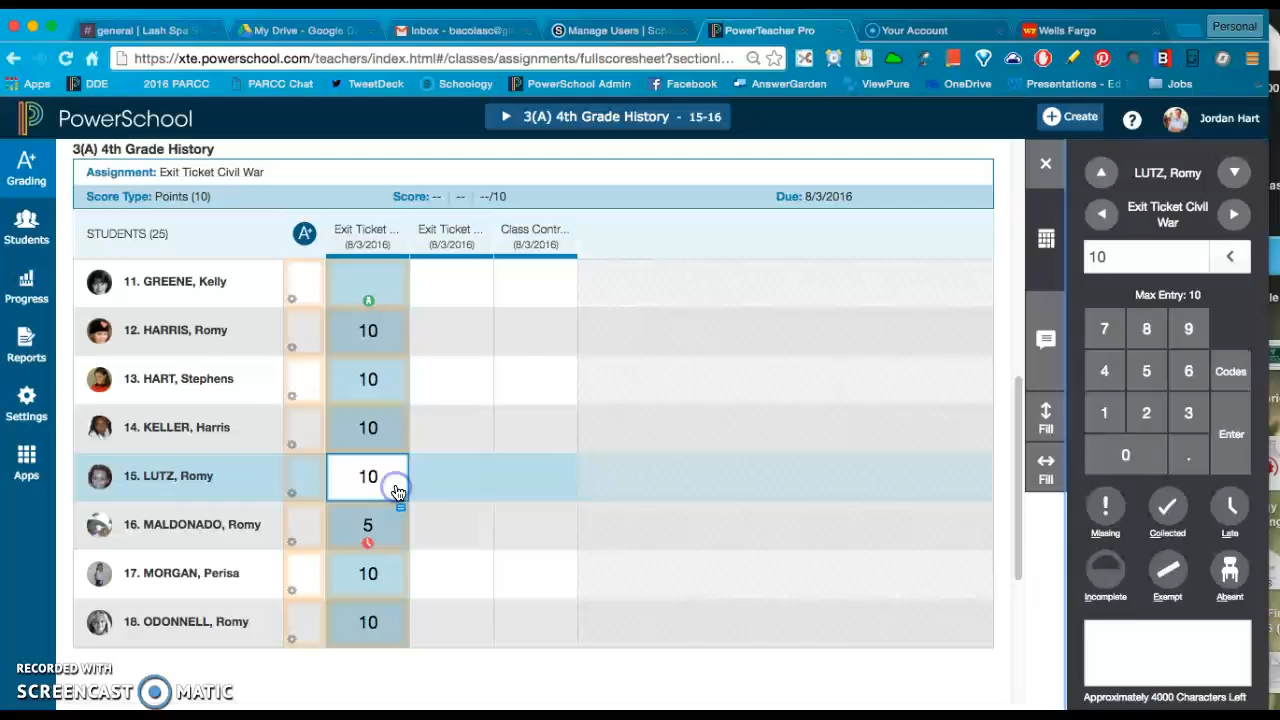 # general | Lash Spa S
My Drive - Google D
Inbox - bacolasc@g
Manage Users | Sch
PowerTeacher Pro
Your Account
Wells Fargo
Personal
https://xte.powerschool.com/teachers/index.html#/classes/assignments/fullscoresheet?sectionI...
Apps
DDE
2016 PARCC
PARCC Chat
TweetDeck
Schoology
PowerSchool Admin
Facebook
AnswerGarden
ViewPure
OneDrive
Presentations - Ed
Jobs
PowerSchool
3(A) 4th Grade History - 15-16
Create
?
Jordan Hart
A+
Grading
Students
Progress
Reports
Settings
Apps
3(A) 4th Grade History
Assignment: Exit Ticket Civil War
Score Type: Points (10)
Score: -- | -- | --/10
Due: 8/3/2016
STUDENTS (25)
A+
Exit Ticket ...
(8/3/2016)
Exit Ticket ...
(8/3/2016)
Class Contr...
(8/3/2016)
11. GREENE, Kelly
12. HARRIS, Romy 10
13. HART, Stephens 10
14. KELLER, Harris 10
15. LUTZ, Romy 10
16. MALDONADO, Romy 5
17. MORGAN, Perisa 10
18. ODONNELL, Romy 10
LUTZ, Romy
Exit Ticket Civil
War
10
Max Entry: 10
7 8 9
4 5 6 Codes
1 2 3
0 . Enter
Fill
Fill
Missing
Collected
Late
Incomplete
Exempt
Absent
Approximately 4000 Characters Left
RECORDED WITH
SCREENCAST MATIC